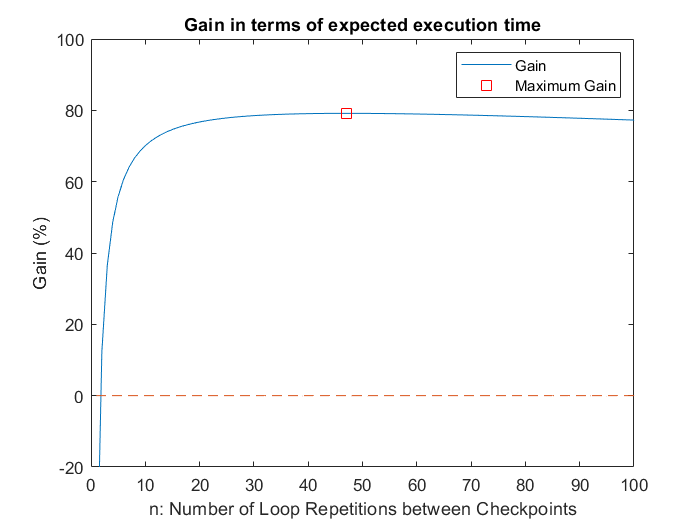 Gain in terms of expected execution time
100
80
60
40
20
0
-20
Gain (%)
Gain
Maximum Gain
0 10 20 30 40 50 60 70 80 90 100
n: Number of Loop Repetitions between Checkpoints